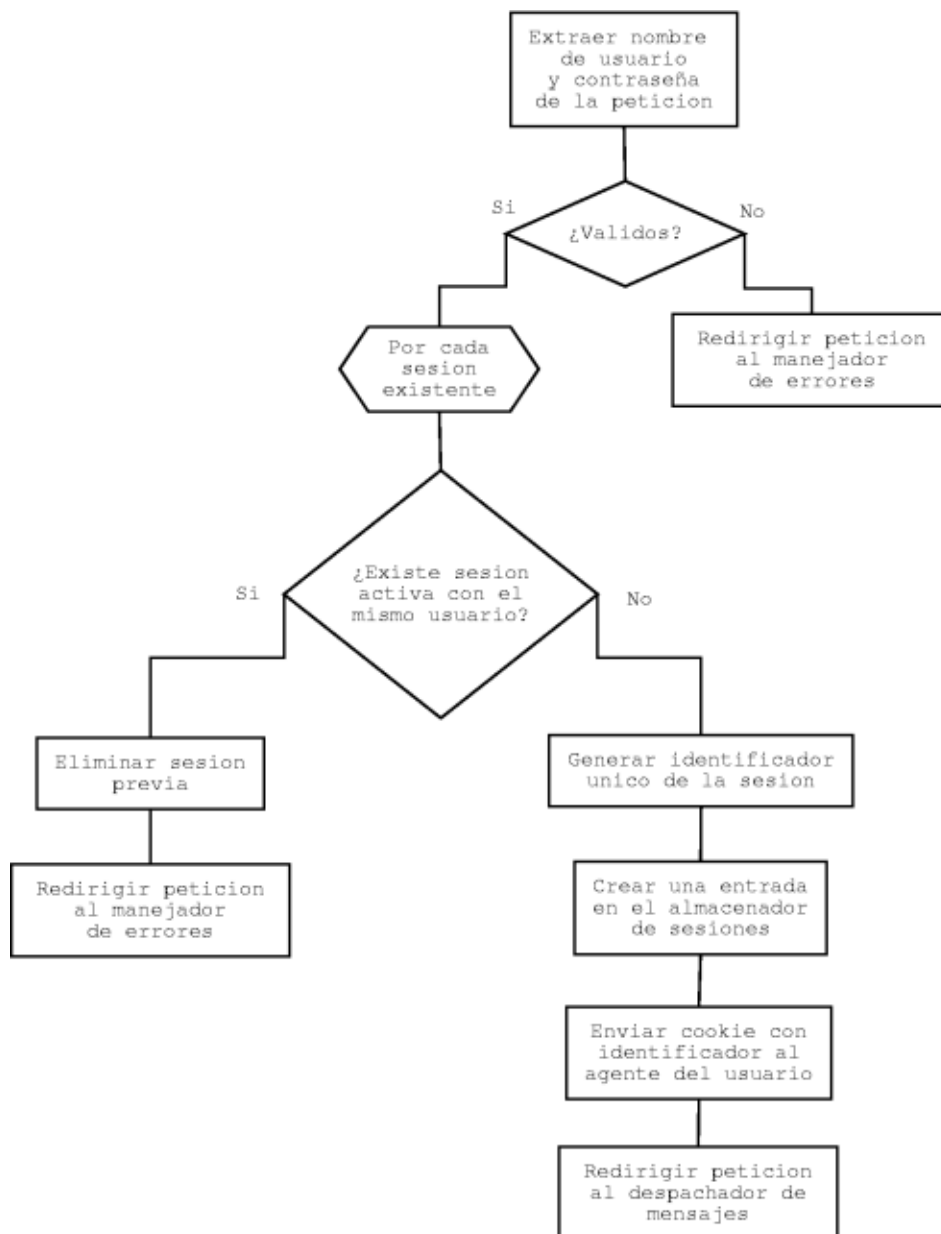 Extraer nombre
de usuario
y contraseña
de la peticion
Si
No
¿Validos?
Por cada
sesion
existente
Redirigir peticion
al manejador
de errores
¿Existe sesion
activa con el
mismo usuario?
Si
No
Eliminar sesion
previa
Generar identificador
unico de la sesion
Redirigir peticion
al manejador
de errores
Crear una entrada
en el almacenador
de sesiones
Enviar cookie con
identificador al
agente del usuario
Redirigir peticion
al despachador de
mensajes